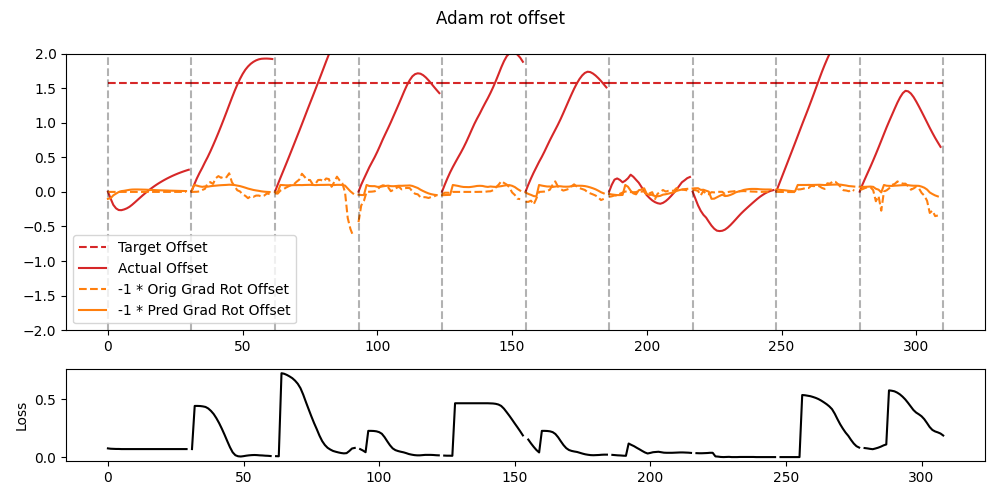 Adam rot offset
2.0
1.5
1.0
0.5
0.0
−0.5
−1.0
−1.5
−2.0
Target Offset
Actual Offset
-1 * Orig Grad Rot Offset
-1 * Pred Grad Rot Offset
0 50 100 150 200 250 300
Loss
0.5
0.0
0 50 100 150 200 250 300